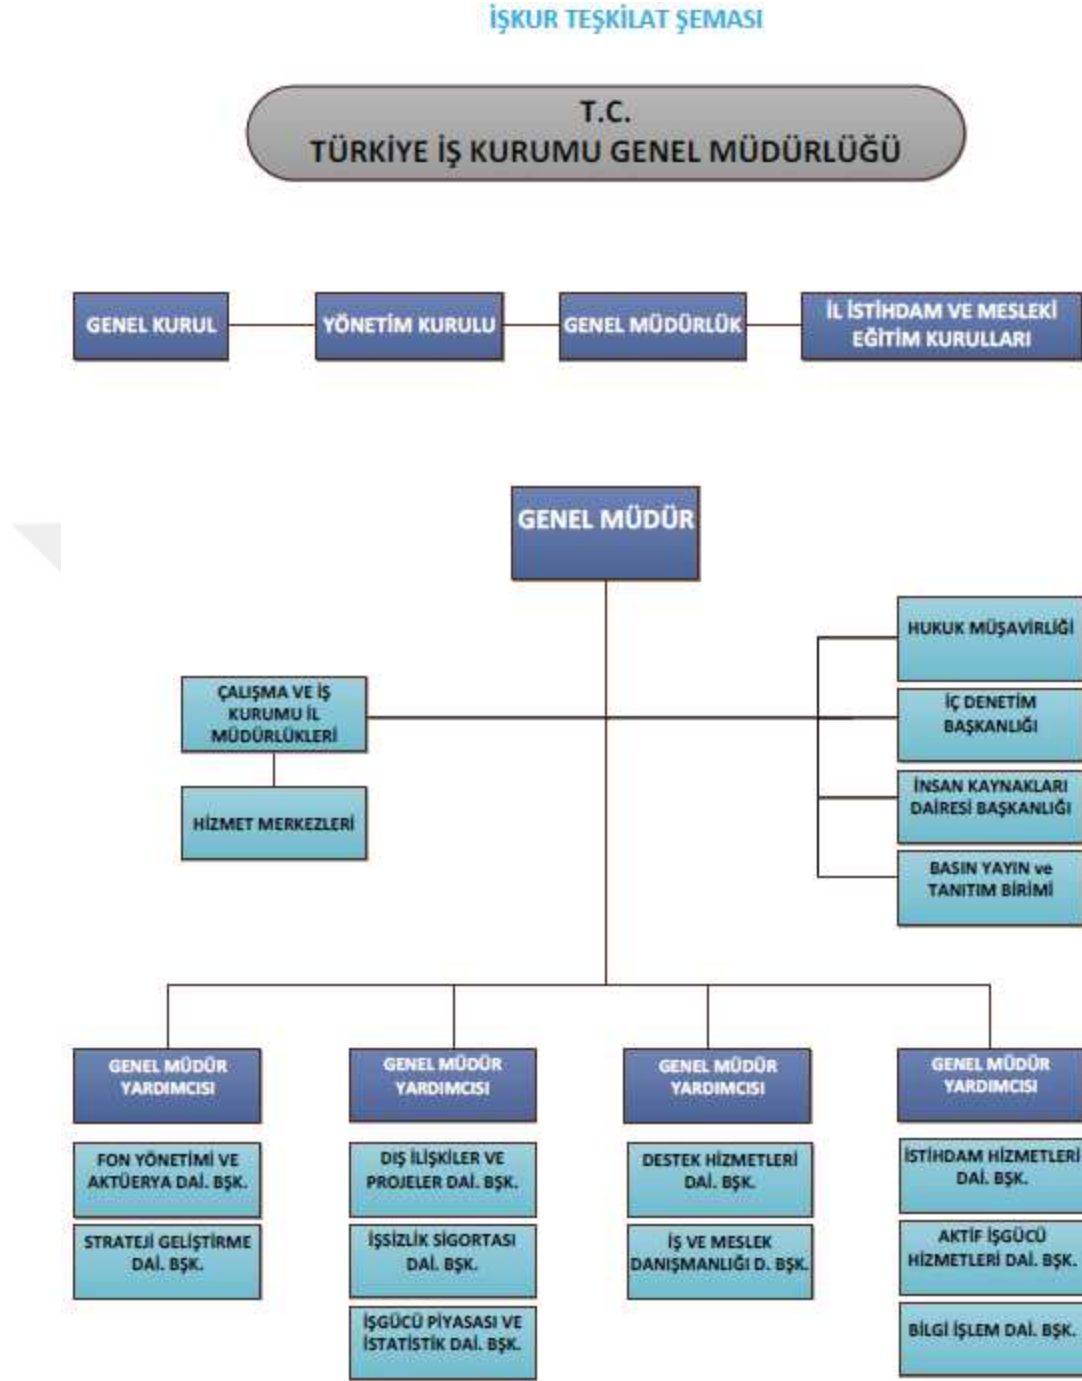 İŞKUR TEŞKİLAT ŞEMASI
T.C.
TÜRKİYE İŞ KURUMU GENEL MÜDÜRLÜĞÜ
GENEL KURUL
YÖNETİM KURULU
GENEL MÜDÜRLÜK
İL İSTİHDAM VE MESLEKİ
EĞİTİM KURULLARI
GENEL MÜDÜR
HUKUK MÜŞAVİRLİĞİ
ÇALIŞMA VE İŞ
KURUMU İL
MÜDÜRLÜKLERİ
İÇ DENETİM
BAŞKANLIĞI
HİZMET MERKEZLERİ
İNSAN KAYNAKLARI
DAİRESİ BAŞKANLIĞI
BASIN YAYIN ve
TANITIM BİRİMİ
GENEL MÜDÜR
YARDIMCISI
FON YÖNETİMİ VE
AKTÜERYA DAİ. BŞK.
STRATEJİ GELİŞTİRME
DAİ. BŞK.
GENEL MÜDÜR
YARDIMCISI
DIŞ İLİŞKİLER VE
PROJELER DAİ. BŞK.
İŞSİZLİK SİGORTASI
DAİ. BŞK.
İŞGÜCÜ PİYASASI VE
İSTATİSTİK DAİ. BŞK.
GENEL MÜDÜR
YARDIMCISI
DESTEK HİZMETLERİ
DAİ. BŞK.
İŞ VE MESLEK
DANIŞMANLIĞI D. BŞK.
GENEL MÜDÜR
YARDIMCISI
İSTİHDAM HİZMETLERİ
DAİ. BŞK.
AKTİF İŞGÜCÜ
HİZMETLERİ DAİ. BŞK.
BİLGİ İŞLEM DAİ. BŞK.